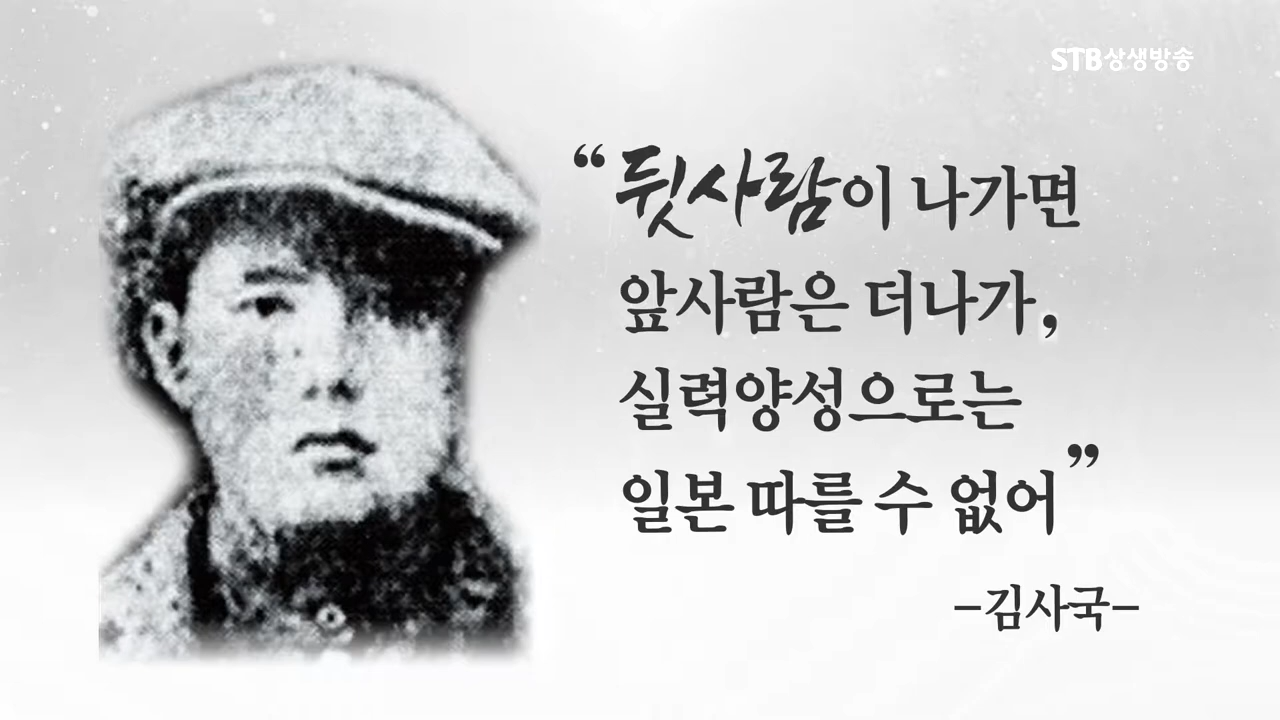 STB상생방송
“뒷사람이 나가면
앞사람은 더나가,
실력양성으로는
일본 따를 수 없어”
-김사국-